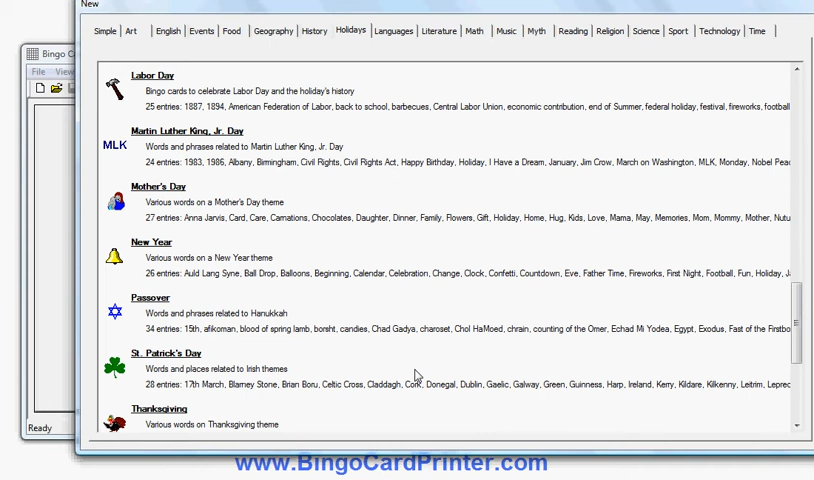 New
Simple Art English Events Food Geography History Holidays Languages Literature Math Music Myth Reading Religion Science Sport Technology Time
Bingo C
File View
Labor Day
Bingo cards to celebrate Labor Day and the holiday's history
25 entries: 1887, 1894, American Federation of Labor, back to school, barbecues, Central Labor Union, economic contribution, end of Summer, federal holiday, festival, fireworks, football
MLK
Martin Luther King, Jr. Day
Words and phrases related to Martin Luther King, Jr. Day
24 entries: 1983, 1986, Albany, Birmingham, Civil Rights, Civil Rights Act, Happy Birthday, Holiday, I Have a Dream, January, Jim Crow, March on Washington, MLK, Monday, Nobel Peac
Mother's Day
Various words on a Mother's Day theme
27 entries: Anna Jarvis, Card, Care, Carnations, Chocolates, Daughter, Dinner, Family, Flowers, Gift, Holiday, Home, Hug, Kids, Love, Mama, May, Memories, Mom, Mommy, Mother, Nutu
New Year
Various words on a New Year theme
26 entries: Auld Lang Syne, Ball Drop, Balloons, Beginning, Calendar, Celebration, Change, Clock, Confetti, Countdown, Eve, Father Time, Fireworks, First Night, Football, Fun, Holiday, Ja
Passover
Words and phrases related to Hanukkah
34 entries: 15th, afikoman, blood of spring lamb, borsht, candies, Chad Gadya, charoset, Chol HaMoed, chrain, counting of the Omer, Echad Mi Yodea, Egypt, Exodus, Fast of the Firstbo
St. Patrick's Day
Words and places related to Irish themes
28 entries: 17th March, Blarney Stone, Brian Boru, Celtic Cross, Claddagh, Cork, Donegal, Dublin, Gaelic, Galway, Green, Guinness, Harp, Ireland, Kerry, Kildare, Kilkenny, Leitrim, Leprec
Thanksgiving
Various words on Thanksgiving theme
Ready
www.BingoCardPrinter.com